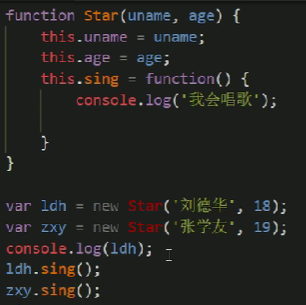 function Star(uname, age) {
    this.uname = uname;
    this.age = age;
    this.sing = function() {
        console.log('我会唱歌');
    }
}
var ldh = new Star('刘德华', 18);
var zxy = new Star('张学友', 19);
console.log(ldh);
ldh.sing();
zxy.sing();